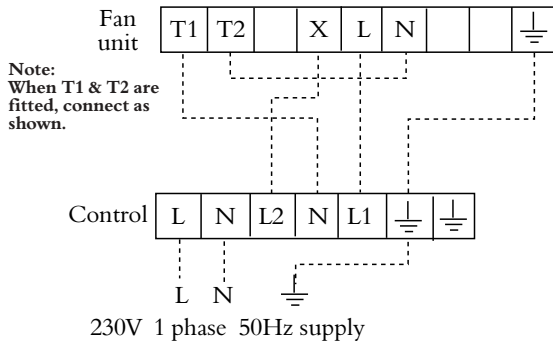 Fan
unit
T1 T2 X L N
Note:
When T1 & T2 are
fitted, connect as
shown.
Control
L N L2 N L1
L N
230V 1 phase 50Hz supply